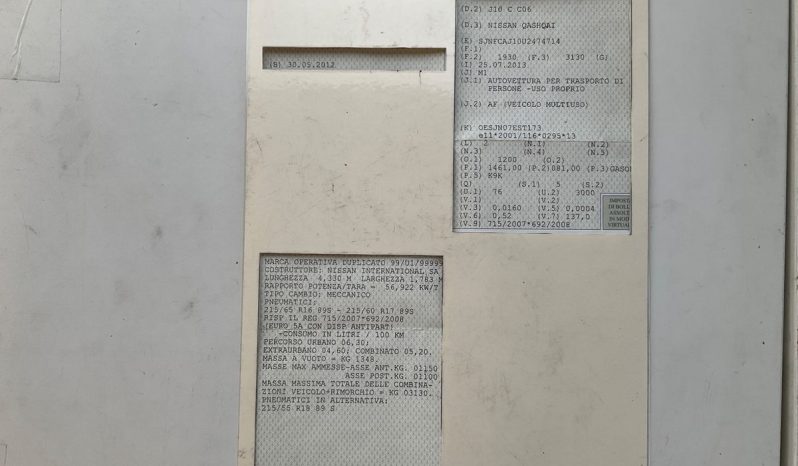 (B) 30.05.2012
(D.2) J10 C C06
(D.3) NISSAN QASHQAI
(E) SJNFCAJ10U2474714
(F.1)
(F.2) 1930 (F.3) 3130 (G)
(I) 25.07.2013
(J) M1
(J.1) AUTOVETTURA PER TRASPORTO DI
PERSONE -USO PROPRIO
(J.2) AF (VEICOLO MULTIUSO)
(K) OESJN07EST173
e11*2001/116*0295*13
(L) 2 (N.1) (N.2)
(N.3) (N.4) (N.5)
(O.1) 1200 (O.2)
(P.1) 1461,00 (P.2)081,00 (P.3)GASO
(P.5) K9K
(Q) (S.1) 5 (S.2)
(U.1) 76 (U.2) 3000
(V.1) (V.2)
(V.3) 0,0160 (V.5) 0,0004
(V.6) 0,52 (V.7) 137,0
(V.9) 715/2007*692/2008
IMPOST
DI BOLL
ASSOLT
IN MOD
VIRTUAL
MARCA OPERATIVA DUPLICATO 99/01/99999
COSTRUTTORE: NISSAN INTERNATIONAL SA
LUNGHEZZA 4,330 M LARGHEZZA 1,783 M
RAPPORTO POTENZA/TARA = 56,922 KW/T
TIPO CAMBIO: MECCANICO
PNEUMATICI:
215/65 R16 89S - 215/60 R17 89S
RISP IL REG 715/2007*692/2008
(EURO 5A CON DISP ANTIPART)
-CONSUMO IN LITRI / 100 KM
PERCORSO URBANO 06,30;
EXTRAURBANO 04,60; COMBINATO 05,20.
MASSA A VUOTO = KG 1348.
MASSE MAX AMMESSE-ASSE ANT.KG. 01150
ASSE POST.KG. 01100
MASSA MASSIMA TOTALE DELLE COMBINA-
ZIONI VEICOLO+RIMORCHIO = KG 03130.
PNEUMATICI IN ALTERNATIVA:
215/55 R18 89 S